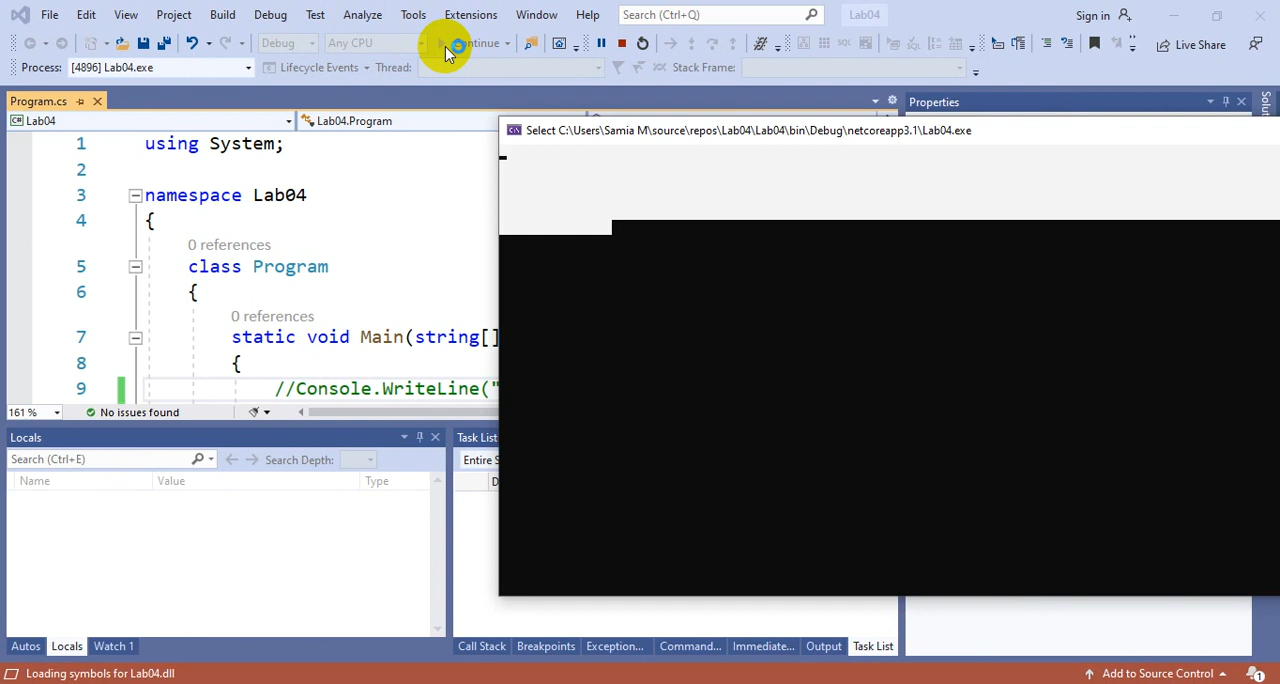 File Edit View Project Build Debug Test Analyze Tools Extensions Window Help Search (Ctrl+Q) Lab04 Sign in
Debug Any CPU Continue Live Share
Process: [4896] Lab04.exe Lifecycle Events Thread: Stack Frame:
Program.cs Properties
Lab04 Lab04.Program
Select C:\Users\Samia M\source\repos\Lab04\Lab04\bin\Debug\netcoreapp3.1\Lab04.exe
1 using System;
2
3 namespace Lab04
4 {
0 references
5 class Program
6 {
0 references
7 static void Main(string[]
8 {
9 //Console.WriteLine("
161 % No issues found
Locals Task List
Search (Ctrl+E) Search Depth: Entire S
Name Value Type D
Autos Locals Watch 1 Call Stack Breakpoints Exception... Command... Immediate... Output Task List
Loading symbols for Lab04.dll Add to Source Control 1